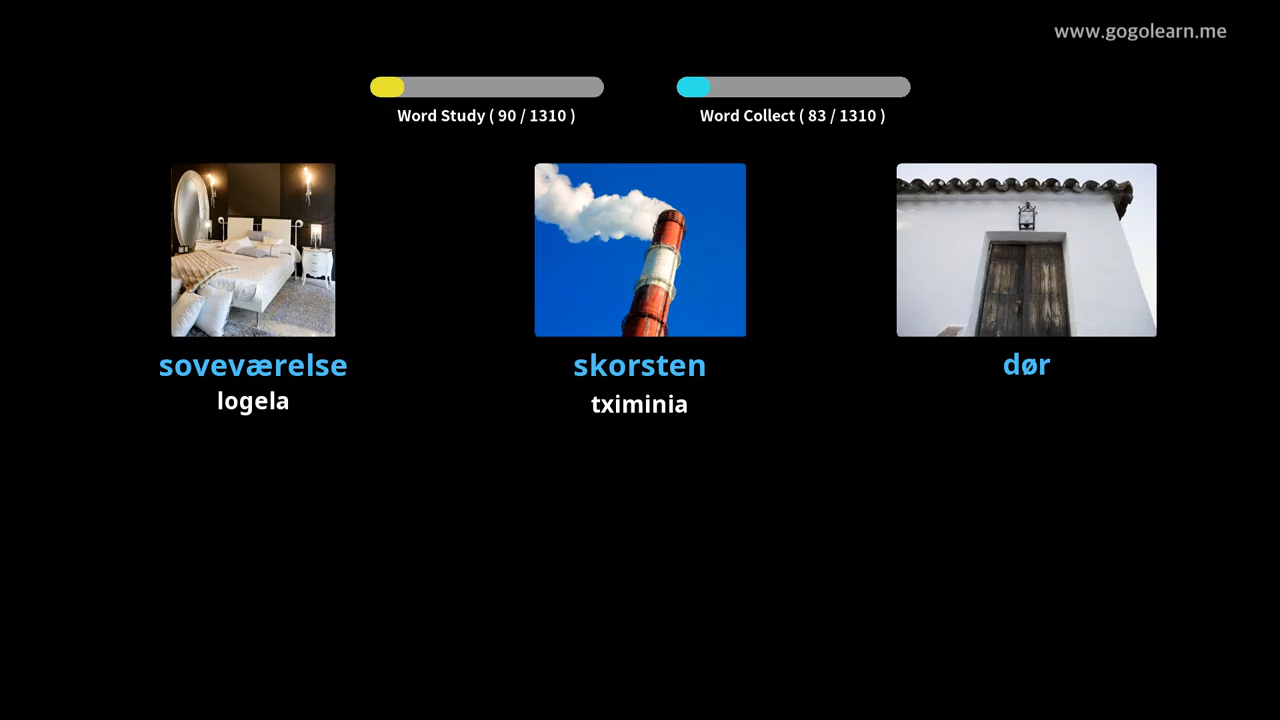 www.gogolearn.me
Word Study ( 90 / 1310 )
Word Collect ( 83 / 1310 )
soveværelse
skorsten
dør
logela
tximinia